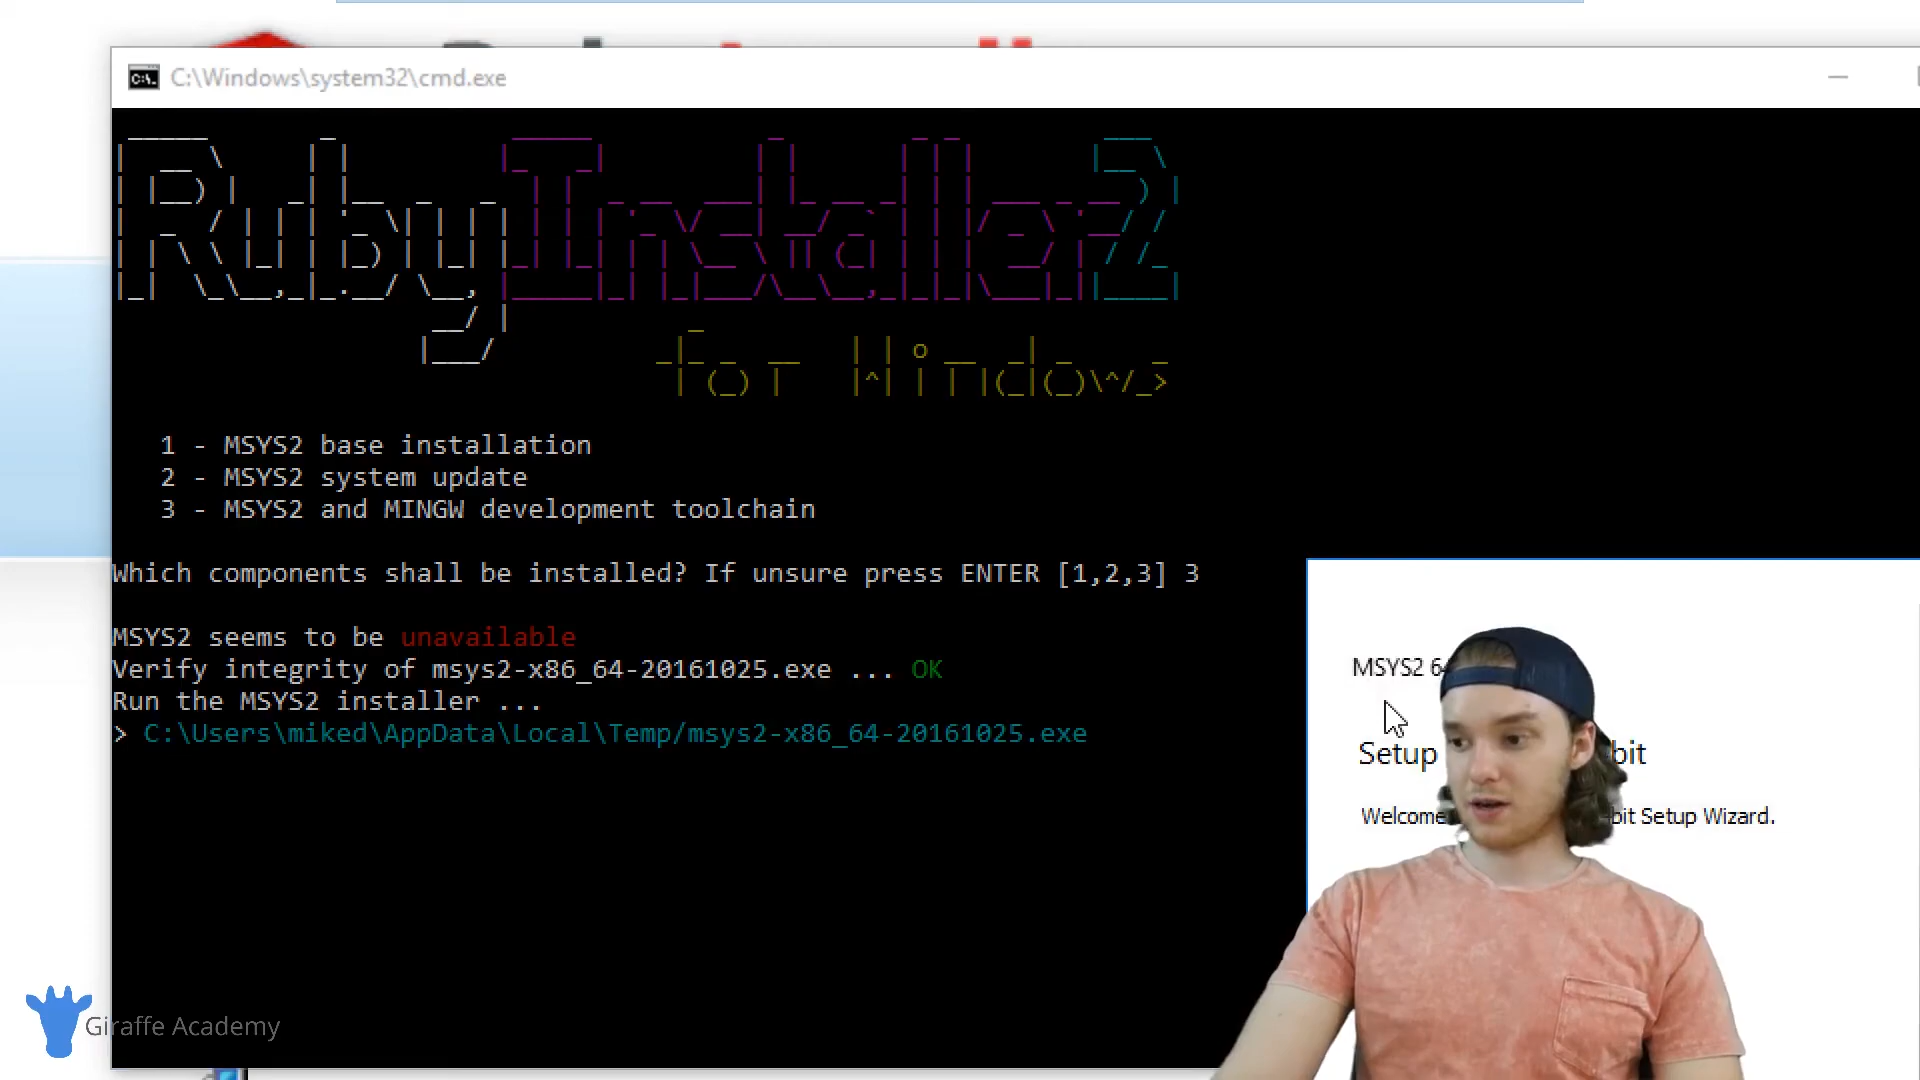 C:\Windows\system32\cmd.exe
RubyInstaller2
for Windows
1 - MSYS2 base installation
2 - MSYS2 system update
3 - MSYS2 and MINGW development toolchain
Which components shall be installed? If unsure press ENTER [1,2,3] 3
MSYS2 seems to be unavailable
Verify integrity of msys2-x86_64-20161025.exe ... OK
Run the MSYS2 installer ...
> C:\Users\miked\AppData\Local\Temp/msys2-x86_64-20161025.exe
MSYS2 6
Setup bit
Welcome bit Setup Wizard.
Giraffe Academy